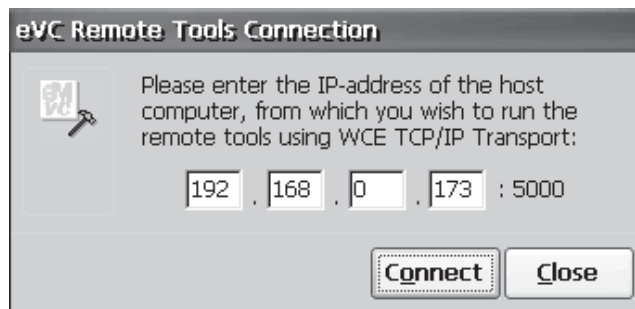 eVC Remote Tools Connection
Please enter the IP-address of the host
computer, from which you wish to run the
remote tools using WCE TCP/IP Transport:
192 . 168 . 0 . 173 : 5000
Connect Close